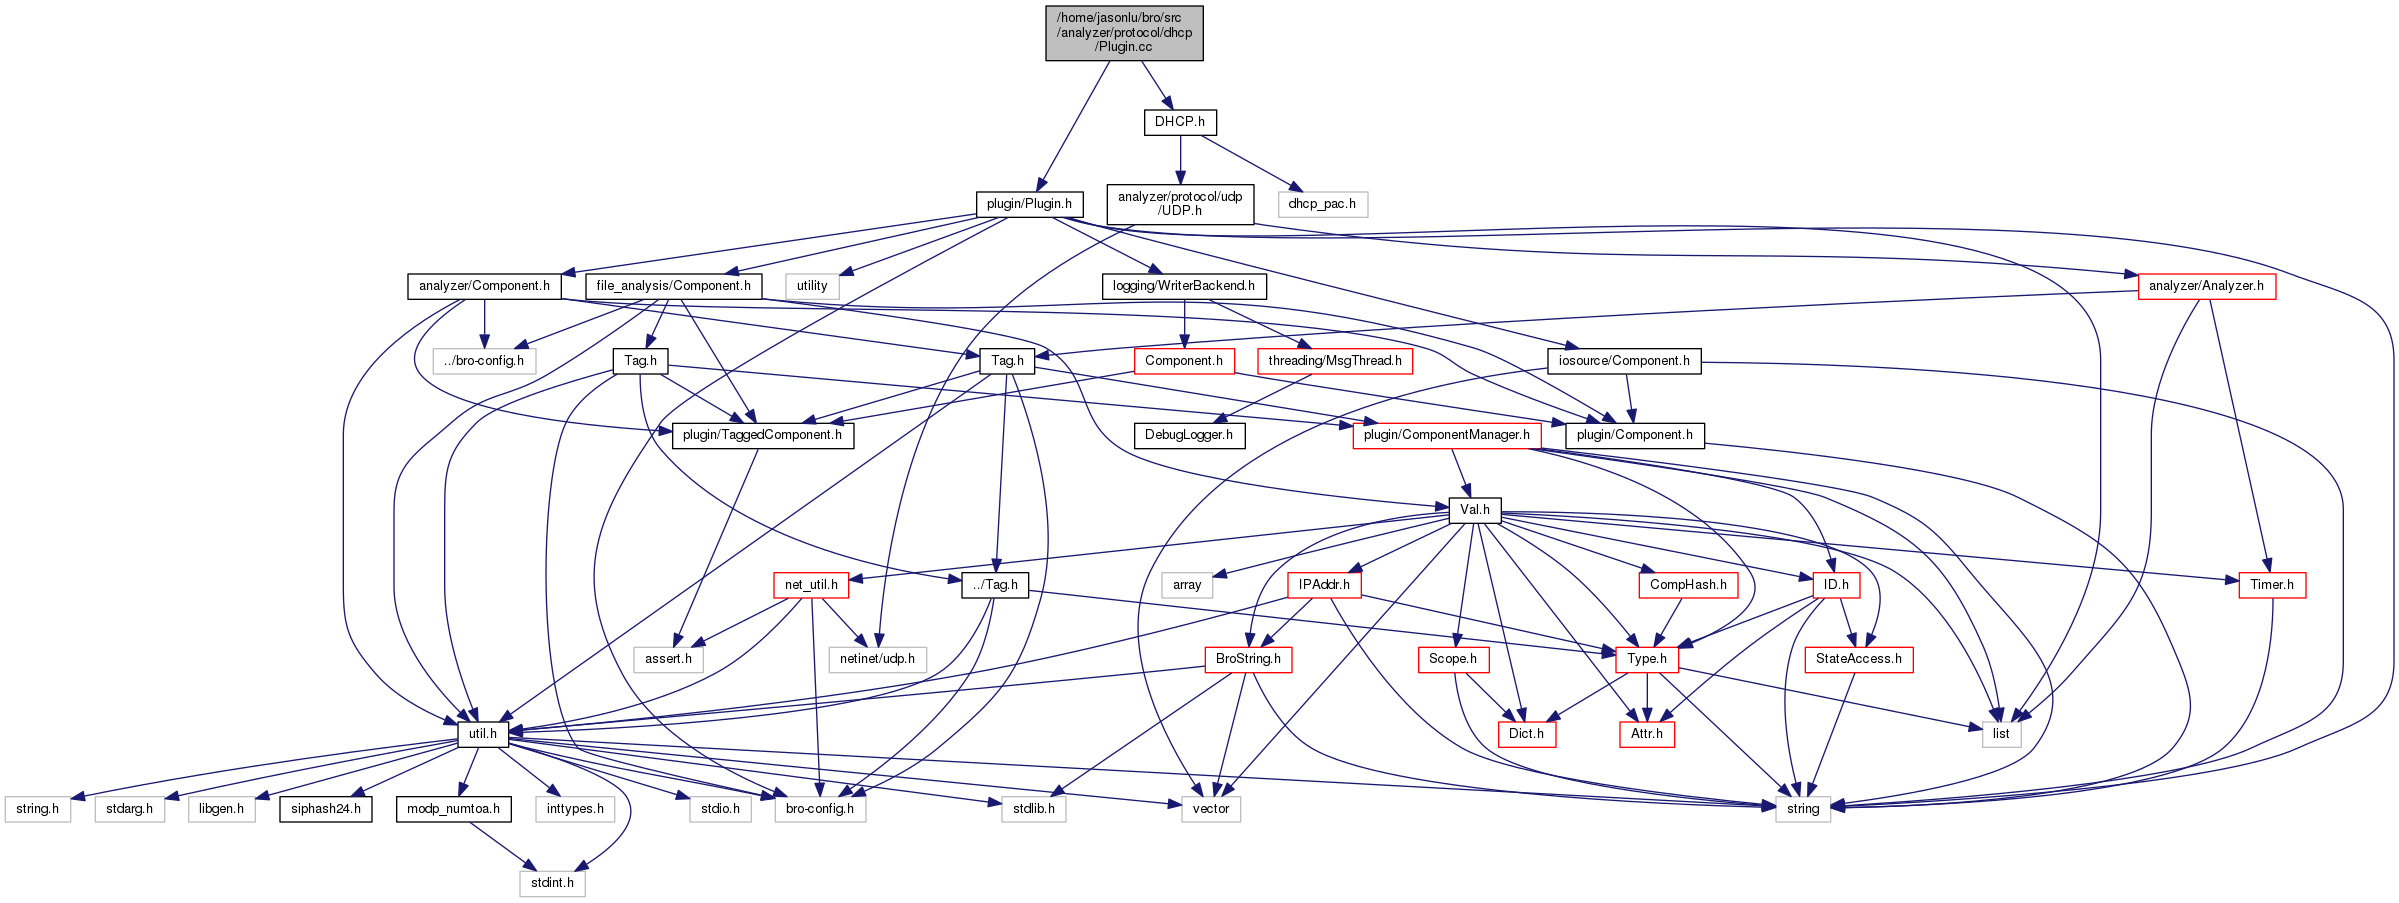 /home/jasonlu/bro/src
/analyzer/protocol/dhcp
/Plugin.cc
DHCP.h
plugin/Plugin.h
analyzer/protocol/udp
/UDP.h
dhcp_pac.h
analyzer/Component.h
file_analysis/Component.h
utility
logging/WriterBackend.h
analyzer/Analyzer.h
../bro-config.h
Tag.h
Tag.h
Component.h
threading/MsgThread.h
iosource/Component.h
plugin/TaggedComponent.h
DebugLogger.h
plugin/ComponentManager.h
plugin/Component.h
Val.h
net_util.h
../Tag.h
array
IPAddr.h
CompHash.h
ID.h
Timer.h
assert.h
netinet/udp.h
BroString.h
Scope.h
Type.h
StateAccess.h
util.h
Dict.h
Attr.h
list
string.h
stdarg.h
libgen.h
siphash24.h
modp_numtoa.h
inttypes.h
stdio.h
bro-config.h
stdlib.h
vector
string
stdint.h